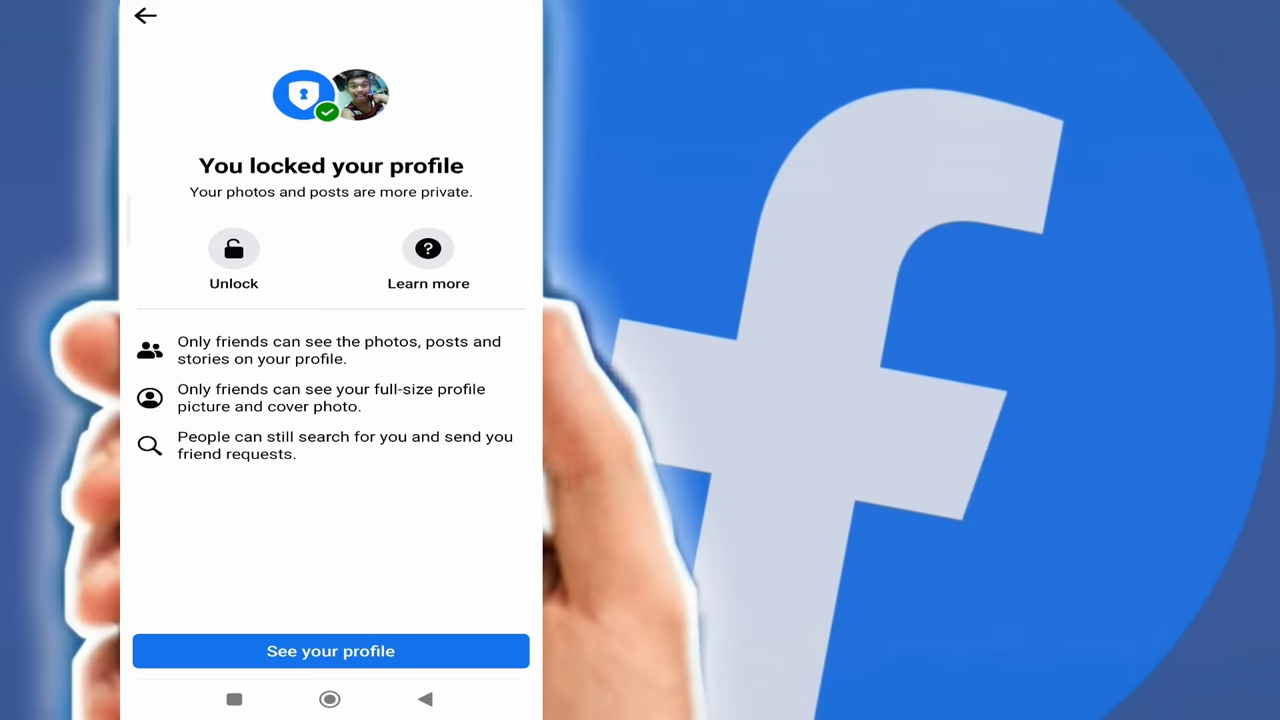 You locked your profile
Your photos and posts are more private.
Unlock
Learn more
Only friends can see the photos, posts and
stories on your profile.
Only friends can see your full-size profile
picture and cover photo.
People can still search for you and send you
friend requests.
See your profile